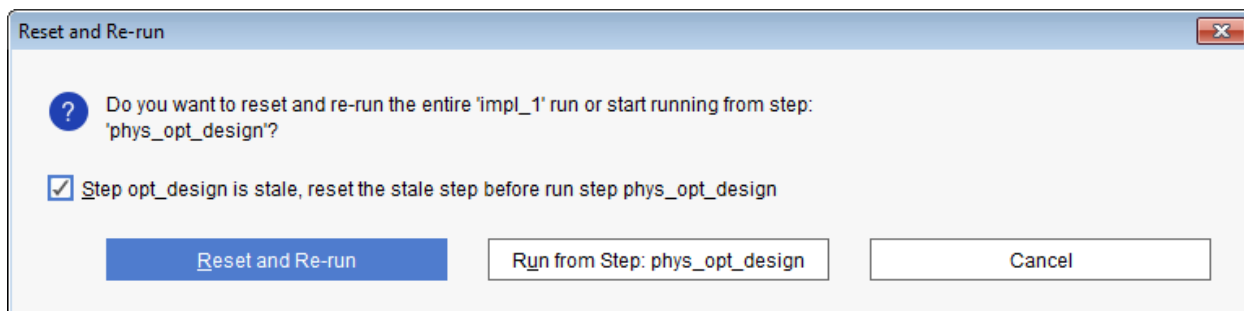 Reset and Re-run
Do you want to reset and re-run the entire 'impl_1' run or start running from step:
'phys_opt_design'?
Step opt_design is stale, reset the stale step before run step phys_opt_design
Reset and Re-run
Run from Step: phys_opt_design
Cancel